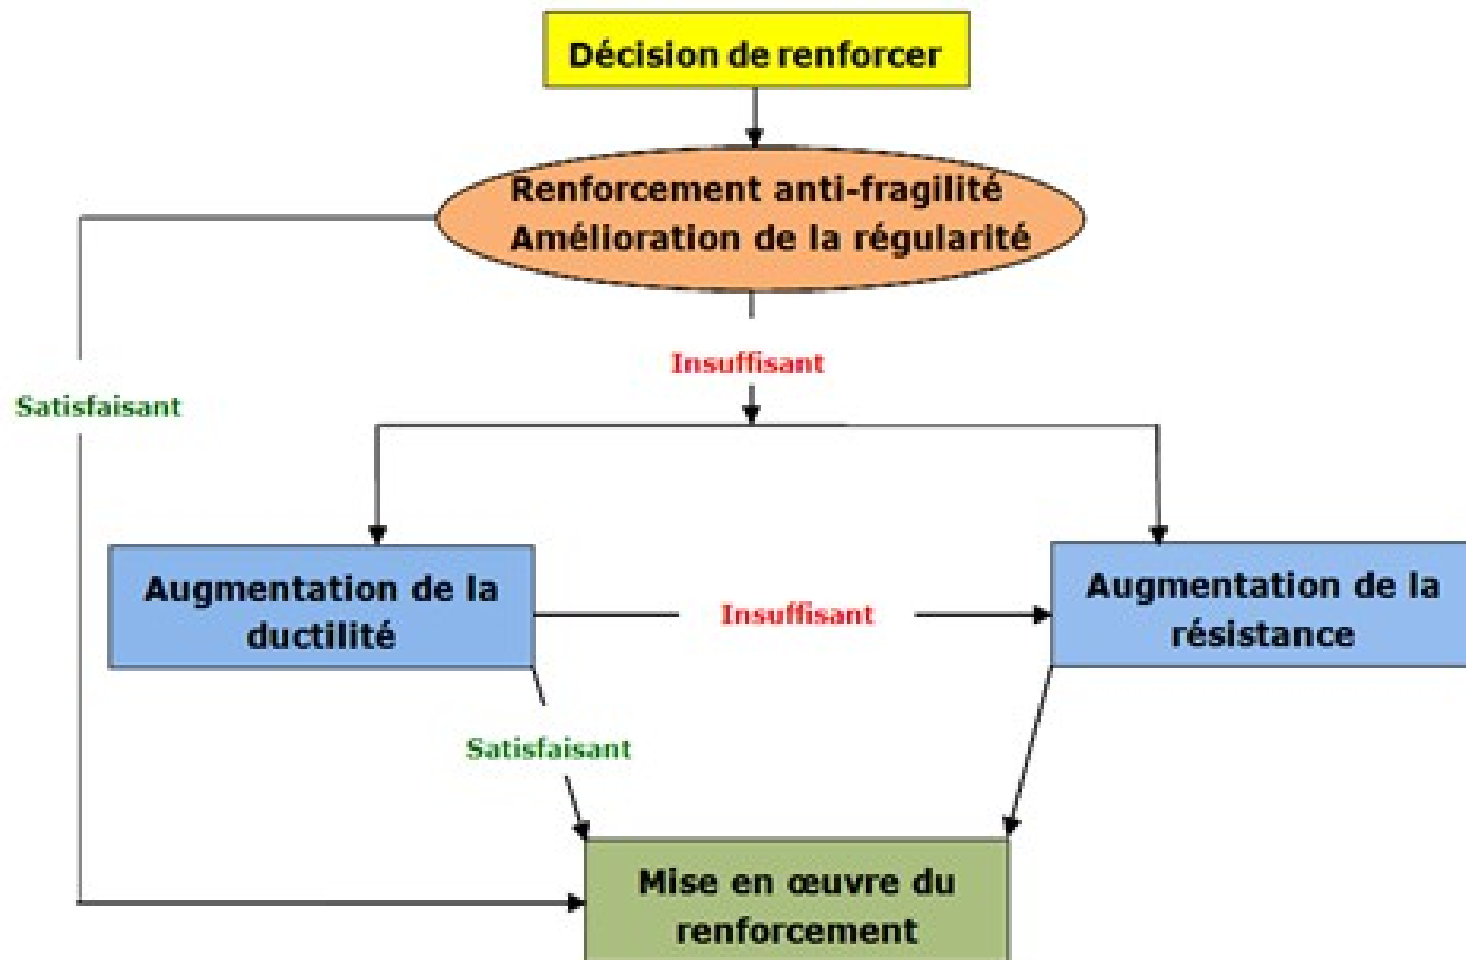 Décision de renforcer
Renforcement anti-fragilité
Amélioration de la régularité
Insuffisant
Satisfaisant
Augmentation de la
ductilité
Insuffisant
Augmentation de la
résistance
Satisfaisant
Mise en œuvre du
renforcement